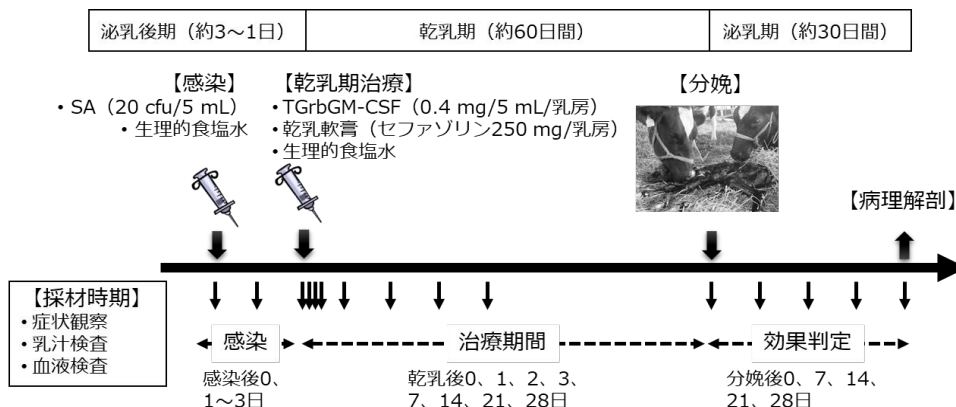 泌乳後期（約3～1日）
乾乳期（約60日間）
泌乳期（約30日間）
【感染】
• SA（20 cfu/5 mL）
• 生理的食塩水
【乾乳期治療】
• TGrbGM-CSF（0.4 mg/5 mL/乳房）
• 乾乳軟膏（セファゾリン250 mg/乳房）
• 生理的食塩水
【分娩】
【病理解剖】
【採材時期】
• 症状観察
• 乳汁検査
• 血液検査
感染
治療期間
効果判定
感染後0、
1～3日
乾乳後0、1、2、3、
7、14、21、28日
分娩後0、7、14、
21、28日